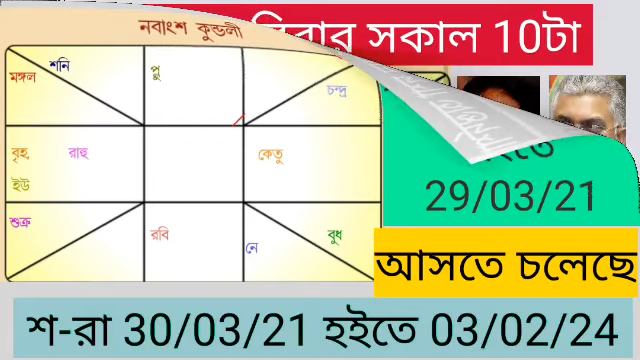 সকাল 10টা
নবাংশ কুন্ডলী
মঙ্গল শনি প্লু চন্দ্র
বৃহ রাহু কেতু
ইউ
শুক্র রবি নে বুধ
29/03/21
আসতে চলেছে
শ-রা 30/03/21 হইতে 03/02/24